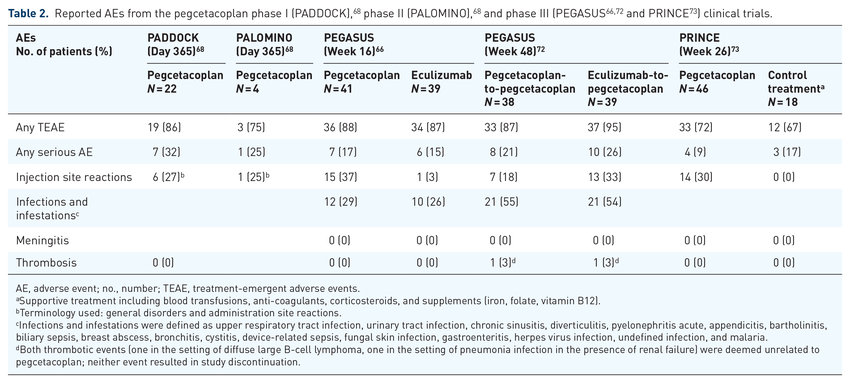 Table 2. Reported AEs from the pegcetacoplan phase I (PADDOCK),68 phase II (PALOMINO),68 and phase III (PEGASUS66,72 and PRINCE73) clinical trials.
AEs PADDOCK PALOMINO PEGASUS PEGASUS PRINCE
No. of patients (%) (Day 365)68 (Day 365)68 (Week 16)66 (Week 48)72 (Week 26)73
Pegcetacoplan Pegcetacoplan Pegcetacoplan Eculizumab Pegcetacoplan- Eculizumab-to- Pegcetacoplan Control
N=22 N=4 N=41 N=39 to-pegcetacoplan pegcetacoplan N=46 treatmenta
N=38 N=39 N=18
Any TEAE 19 (86) 3 (75) 36 (88) 34 (87) 33 (87) 37 (95) 33 (72) 12 (67)
Any serious AE 7 (32) 1 (25) 7 (17) 6 (15) 8 (21) 10 (26) 4 (9) 3 (17)
Injection site reactions 6 (27)b 1 (25)b 15 (37) 1 (3) 7 (18) 13 (33) 14 (30) 0 (0)
Infections and 12 (29) 10 (26) 21 (55) 21 (54)
infestationsc
Meningitis 0 (0) 0 (0) 0 (0) 0 (0) 0 (0) 0 (0)
Thrombosis 0 (0) 0 (0) 0 (0) 1 (3)d 1 (3)d 0 (0) 0 (0)
AE, adverse event; no., number; TEAE, treatment-emergent adverse events.
aSupportive treatment including blood transfusions, anti-coagulants, corticosteroids, and supplements (iron, folate, vitamin B12).
bTerminology used: general disorders and administration site reactions.
cInfections and infestations were defined as upper respiratory tract infection, urinary tract infection, chronic sinusitis, diverticulitis, pyelonephritis acute, appendicitis, bartholinitis,
biliary sepsis, breast abscess, bronchitis, cystitis, device-related sepsis, fungal skin infection, gastroenteritis, herpes virus infection, undefined infection, and malaria.
dBoth thrombotic events (one in the setting of diffuse large B-cell lymphoma, one in the setting of pneumonia infection in the presence of renal failure) were deemed unrelated to
pegcetacoplan; neither event resulted in study discontinuation.